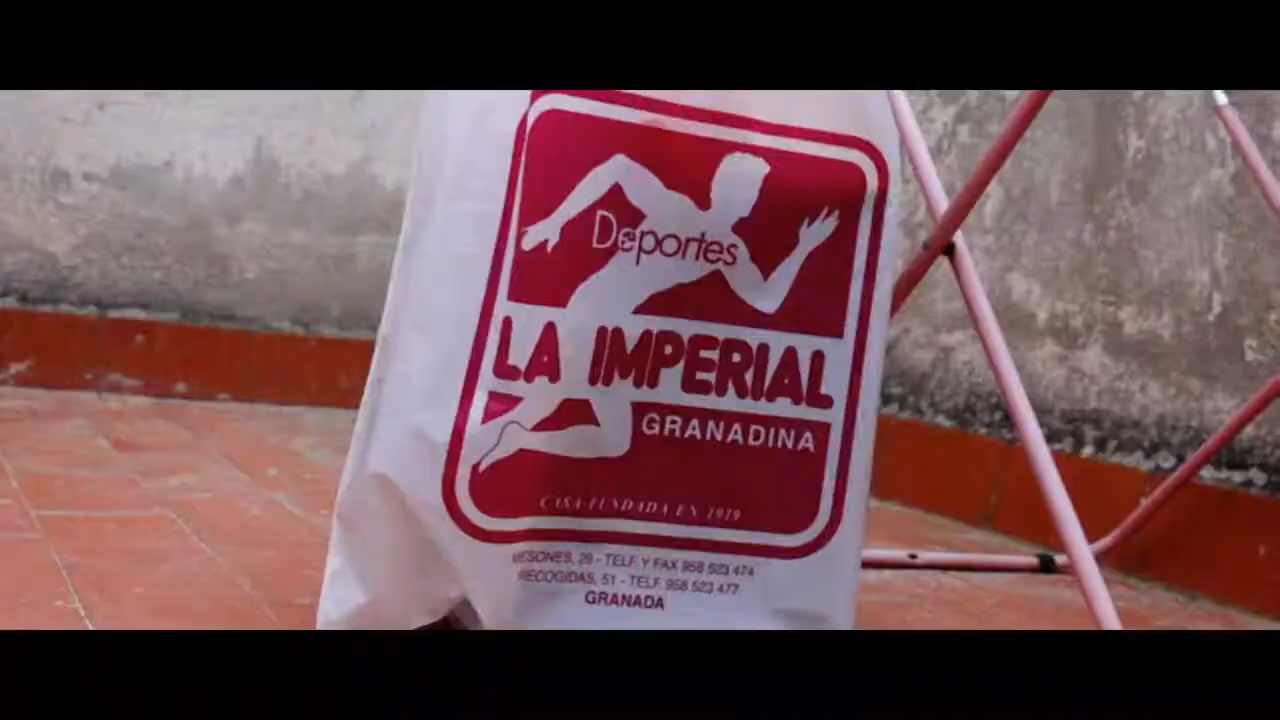 Deportes
LA IMPERIAL
GRANADINA
CASA FUNDADA EN 1919
MESONES, 29 - TELF. Y FAX 958 523 474
RECOGIDAS, 51 - TELF. 958 523 477
GRANADA